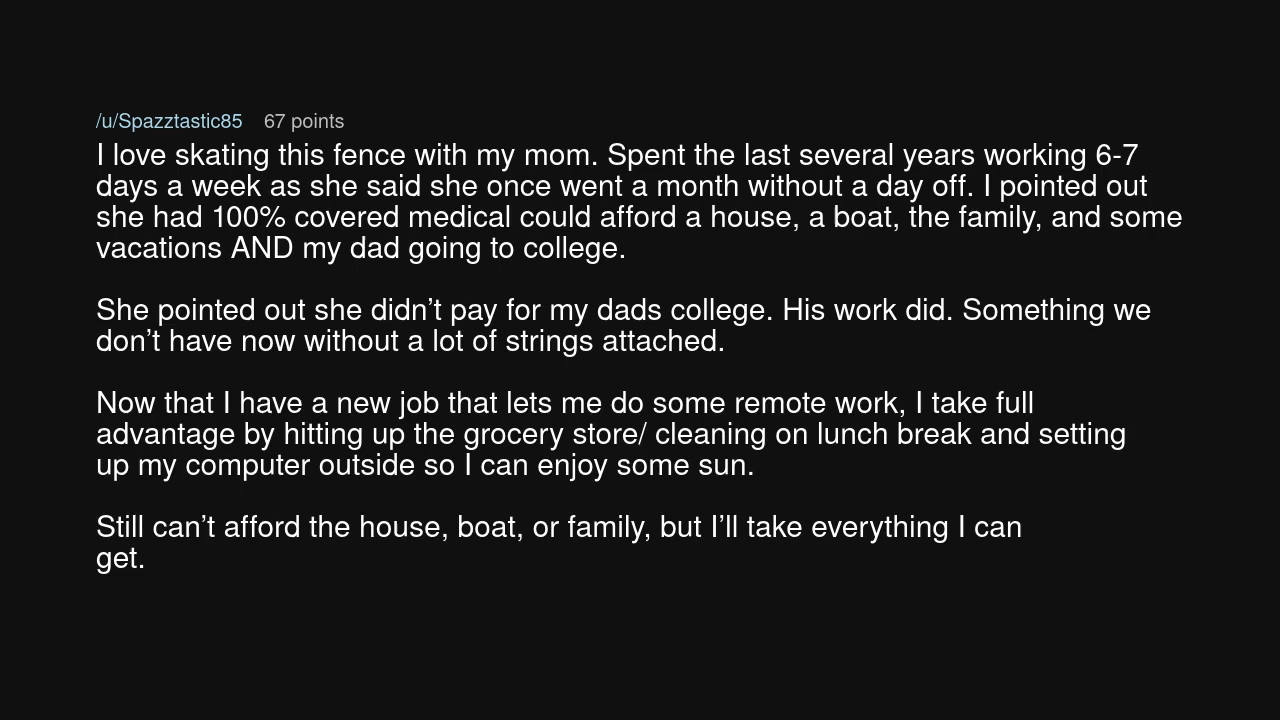 /u/Spazztastic85 67 points
I love skating this fence with my mom. Spent the last several years working 6-7
days a week as she said she once went a month without a day off. I pointed out
she had 100% covered medical could afford a house, a boat, the family, and some
vacations AND my dad going to college.
She pointed out she didn’t pay for my dads college. His work did. Something we
don’t have now without a lot of strings attached.
Now that I have a new job that lets me do some remote work, I take full
advantage by hitting up the grocery store/ cleaning on lunch break and setting
up my computer outside so I can enjoy some sun.
Still can’t afford the house, boat, or family, but I’ll take everything I can
get.